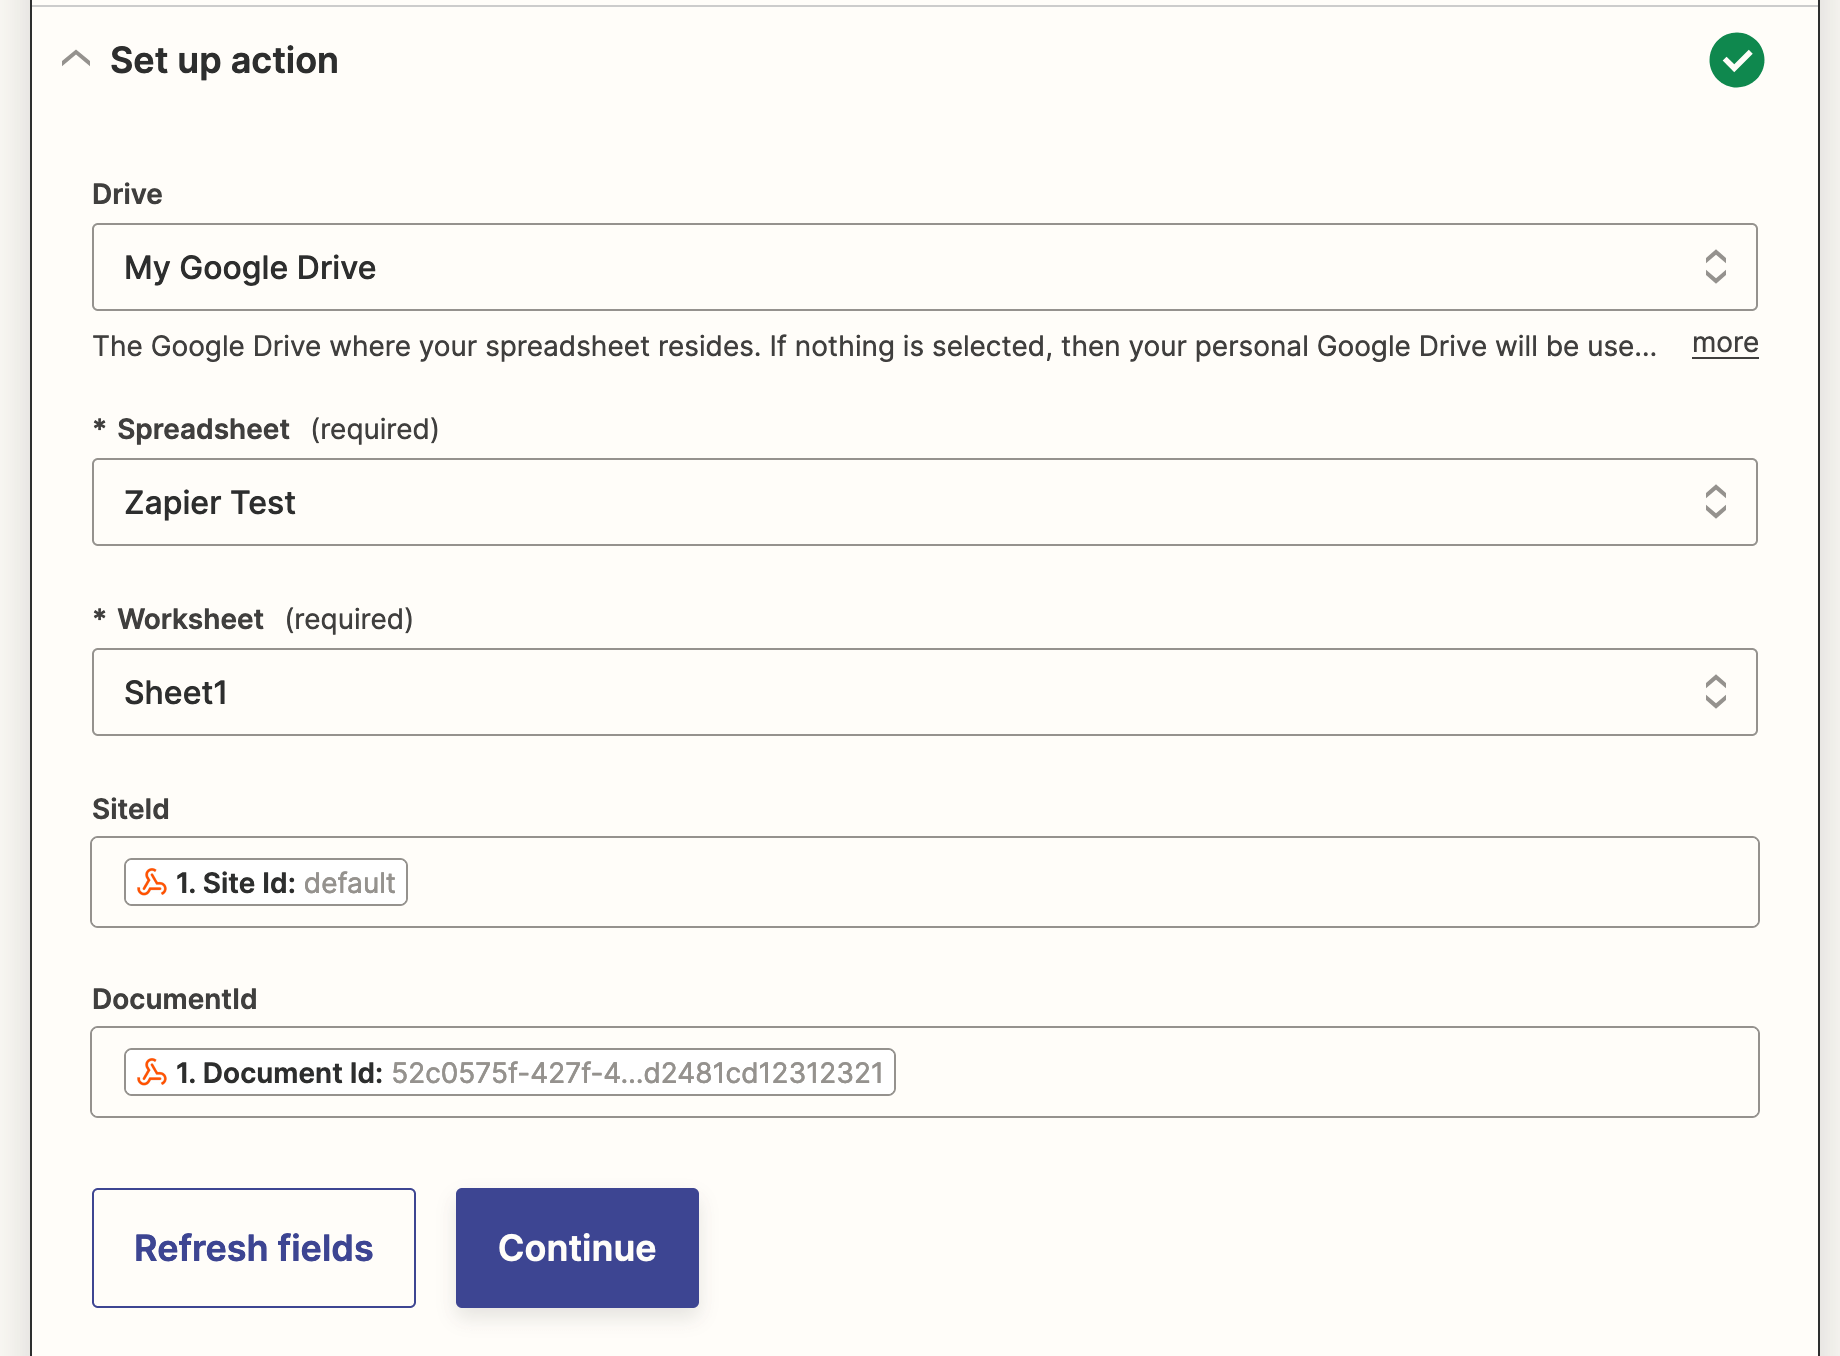 Set up action
Drive
My Google Drive
The Google Drive where your spreadsheet resides. If nothing is selected, then your personal Google Drive will be use... more
* Spreadsheet (required)
Zapier Test
* Worksheet (required)
Sheet1
SiteId
1. Site Id: default
DocumentId
1. Document Id: 52c0575f-427f-4...d2481cd12312321
Refresh fields Continue